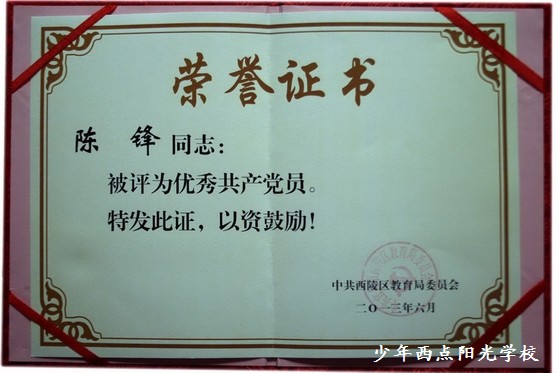 荣誉证书
陈 锋 同志：
被评为优秀共产党员。
特发此证，以资鼓励！
中共西陵区教育局委员会
二〇一三年六月
少年西点阳光学校